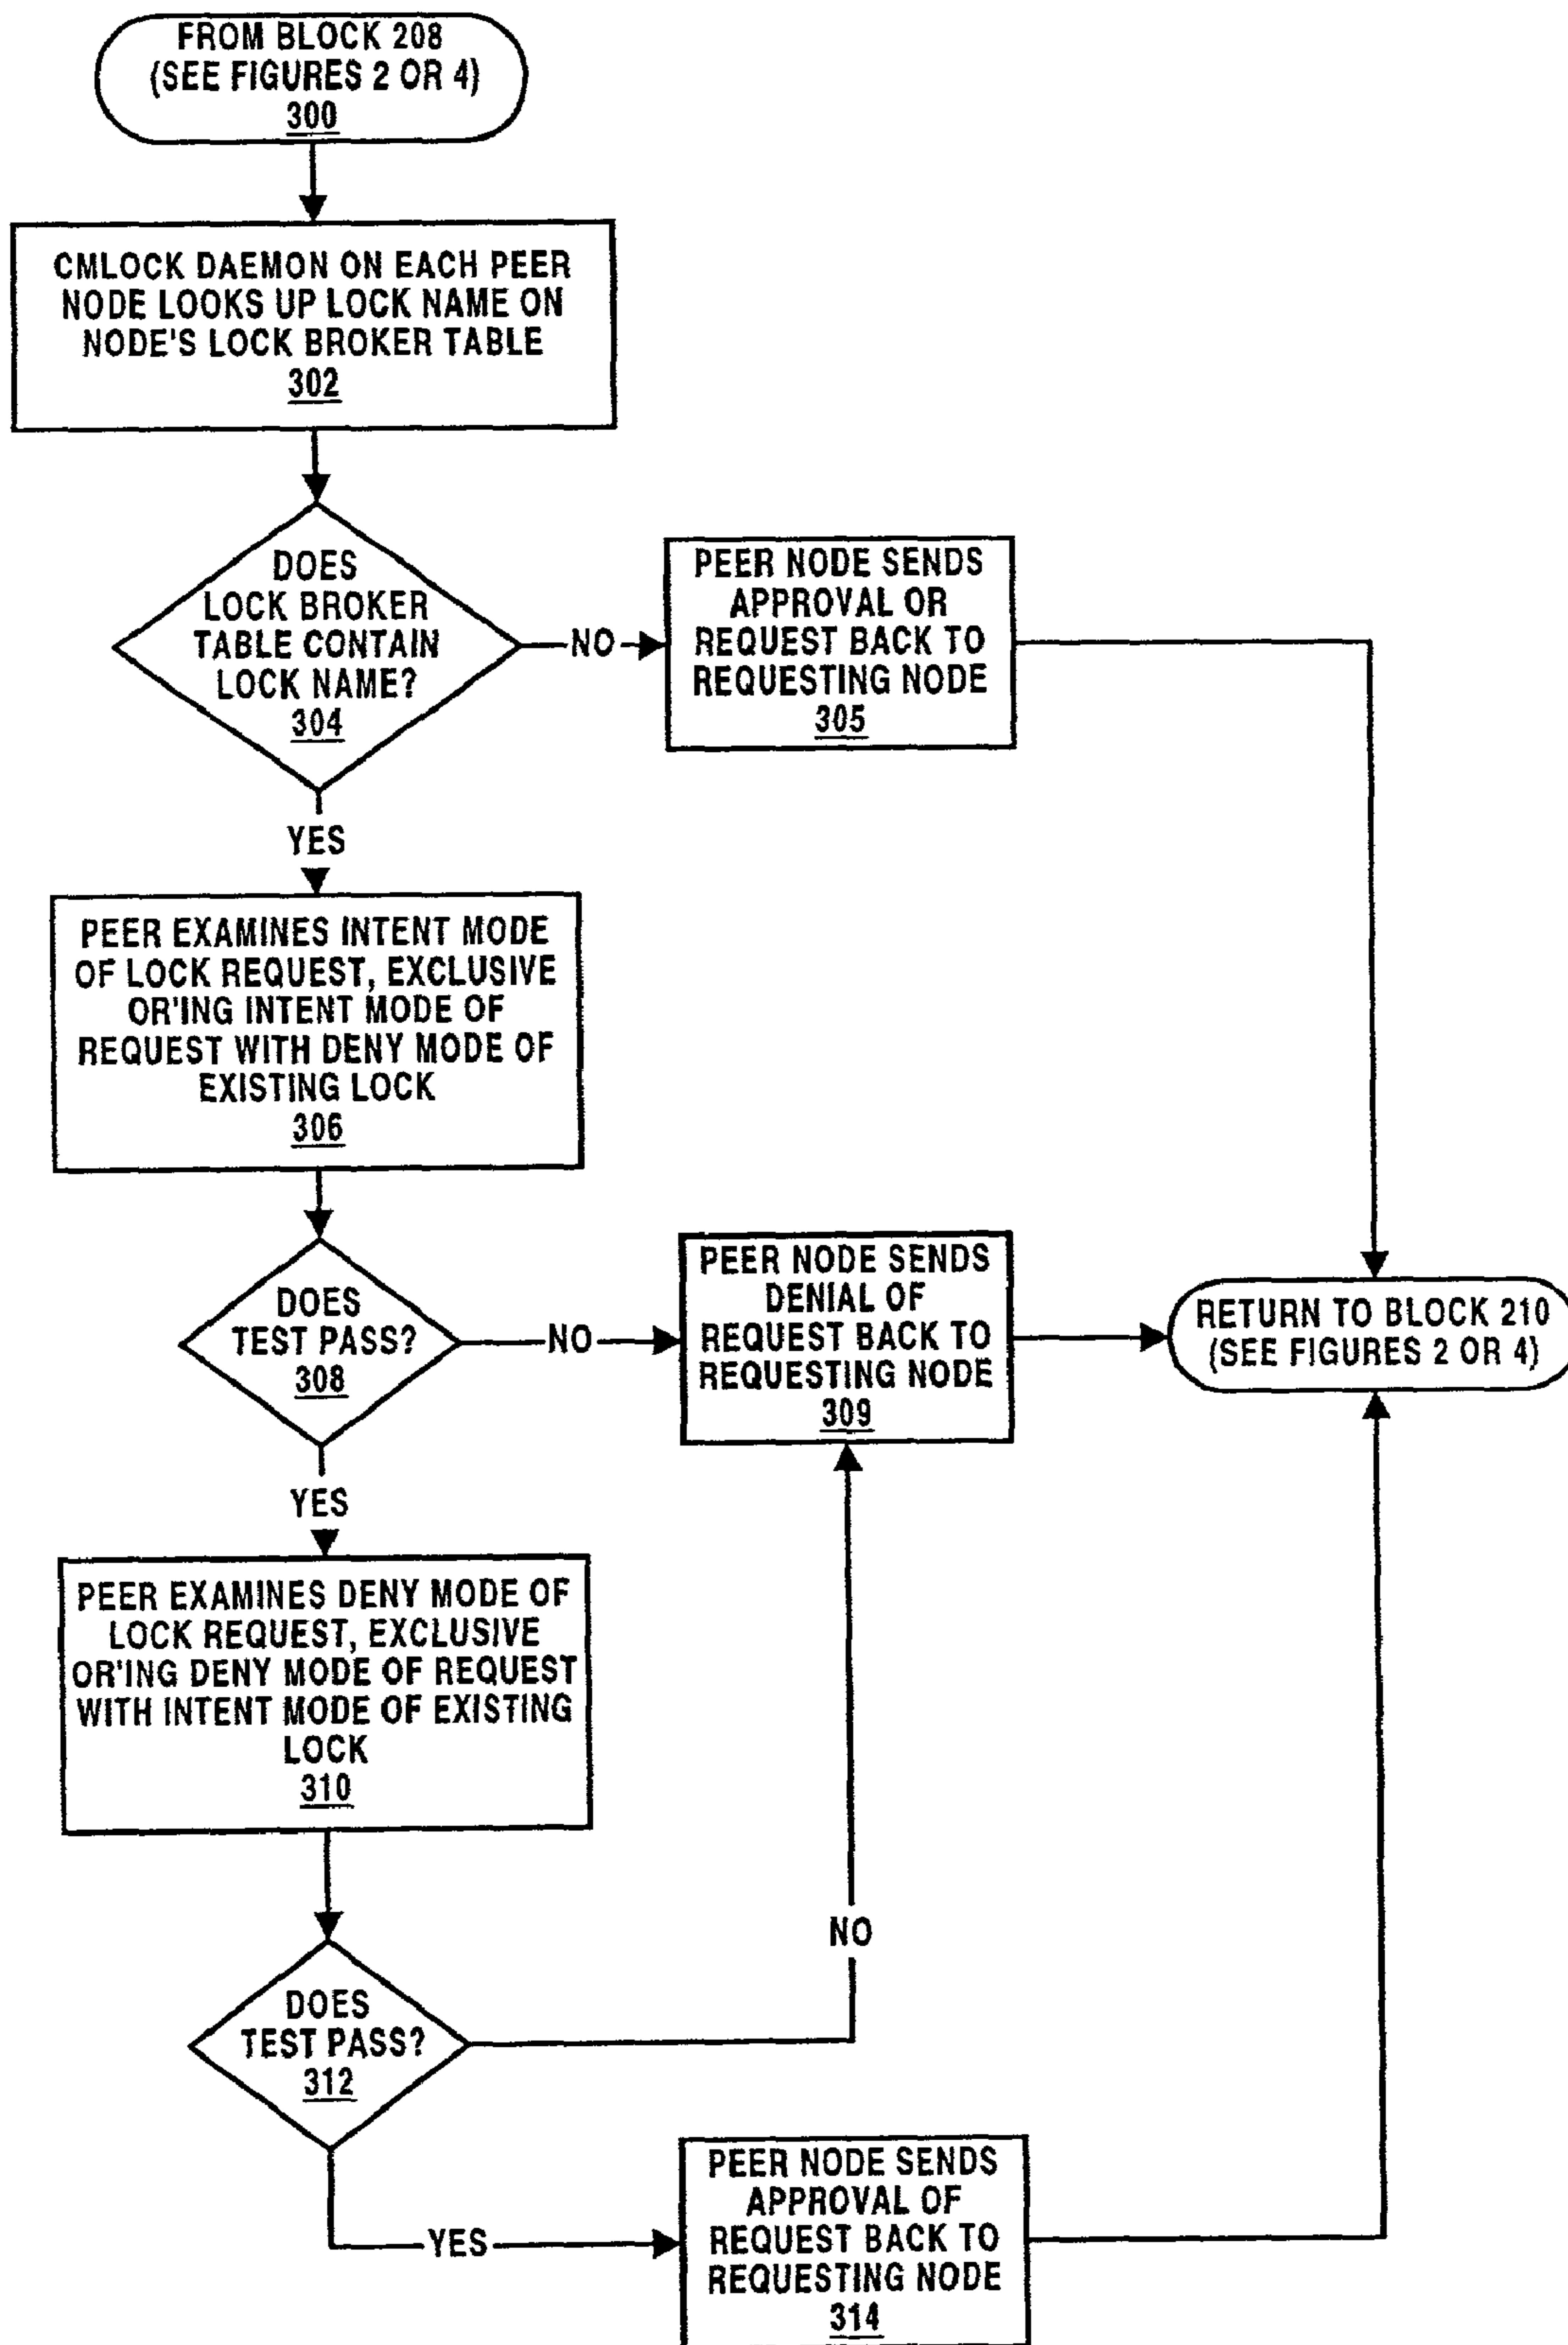 FROM BLOCK 208
(SEE FIGURES 2 OR 4)
300
CMLOCK DAEMON ON EACH PEER
NODE LOOKS UP LOCK NAME ON
NODE'S LOCK BROKER TABLE
302
DOES
LOCK BROKER
TABLE CONTAIN
LOCK NAME?
304
NO
PEER NODE SENDS
APPROVAL OR
REQUEST BACK TO
REQUESTING NODE
305
YES
PEER EXAMINES INTENT MODE
OF LOCK REQUEST, EXCLUSIVE
OR'ING INTENT MODE OF
REQUEST WITH DENY MODE OF
EXISTING LOCK
306
DOES
TEST PASS?
308
NO
PEER NODE SENDS
DENIAL OF
REQUEST BACK TO
REQUESTING NODE
309
RETURN TO BLOCK 210
(SEE FIGURES 2 OR 4)
YES
PEER EXAMINES DENY MODE OF
LOCK REQUEST, EXCLUSIVE
OR'ING DENY MODE OF REQUEST
WITH INTENT MODE OF EXISTING
LOCK
310
NO
DOES
TEST PASS?
312
YES
PEER NODE SENDS
APPROVAL OF
REQUEST BACK TO
REQUESTING NODE
314